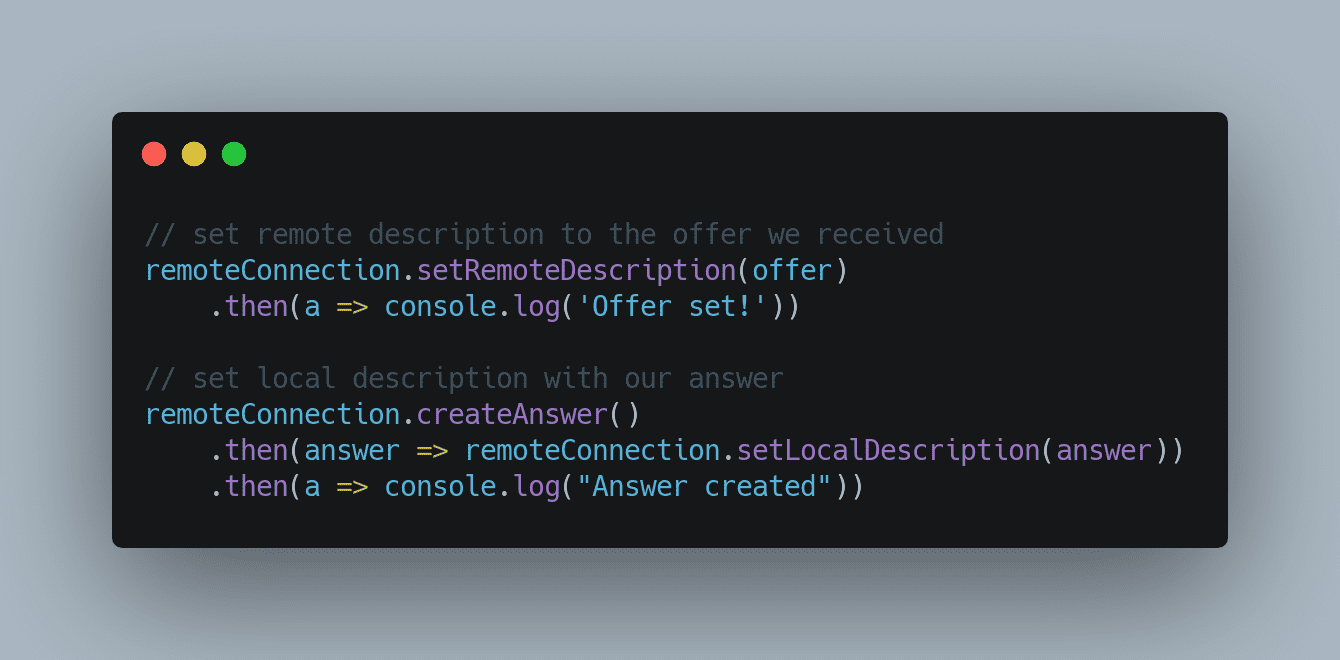 // set remote description to the offer we received
remoteConnection.setRemoteDescription(offer)
    .then(a => console.log('Offer set!'))

// set local description with our answer
remoteConnection.createAnswer()
    .then(answer => remoteConnection.setLocalDescription(answer))
    .then(a => console.log("Answer created"))